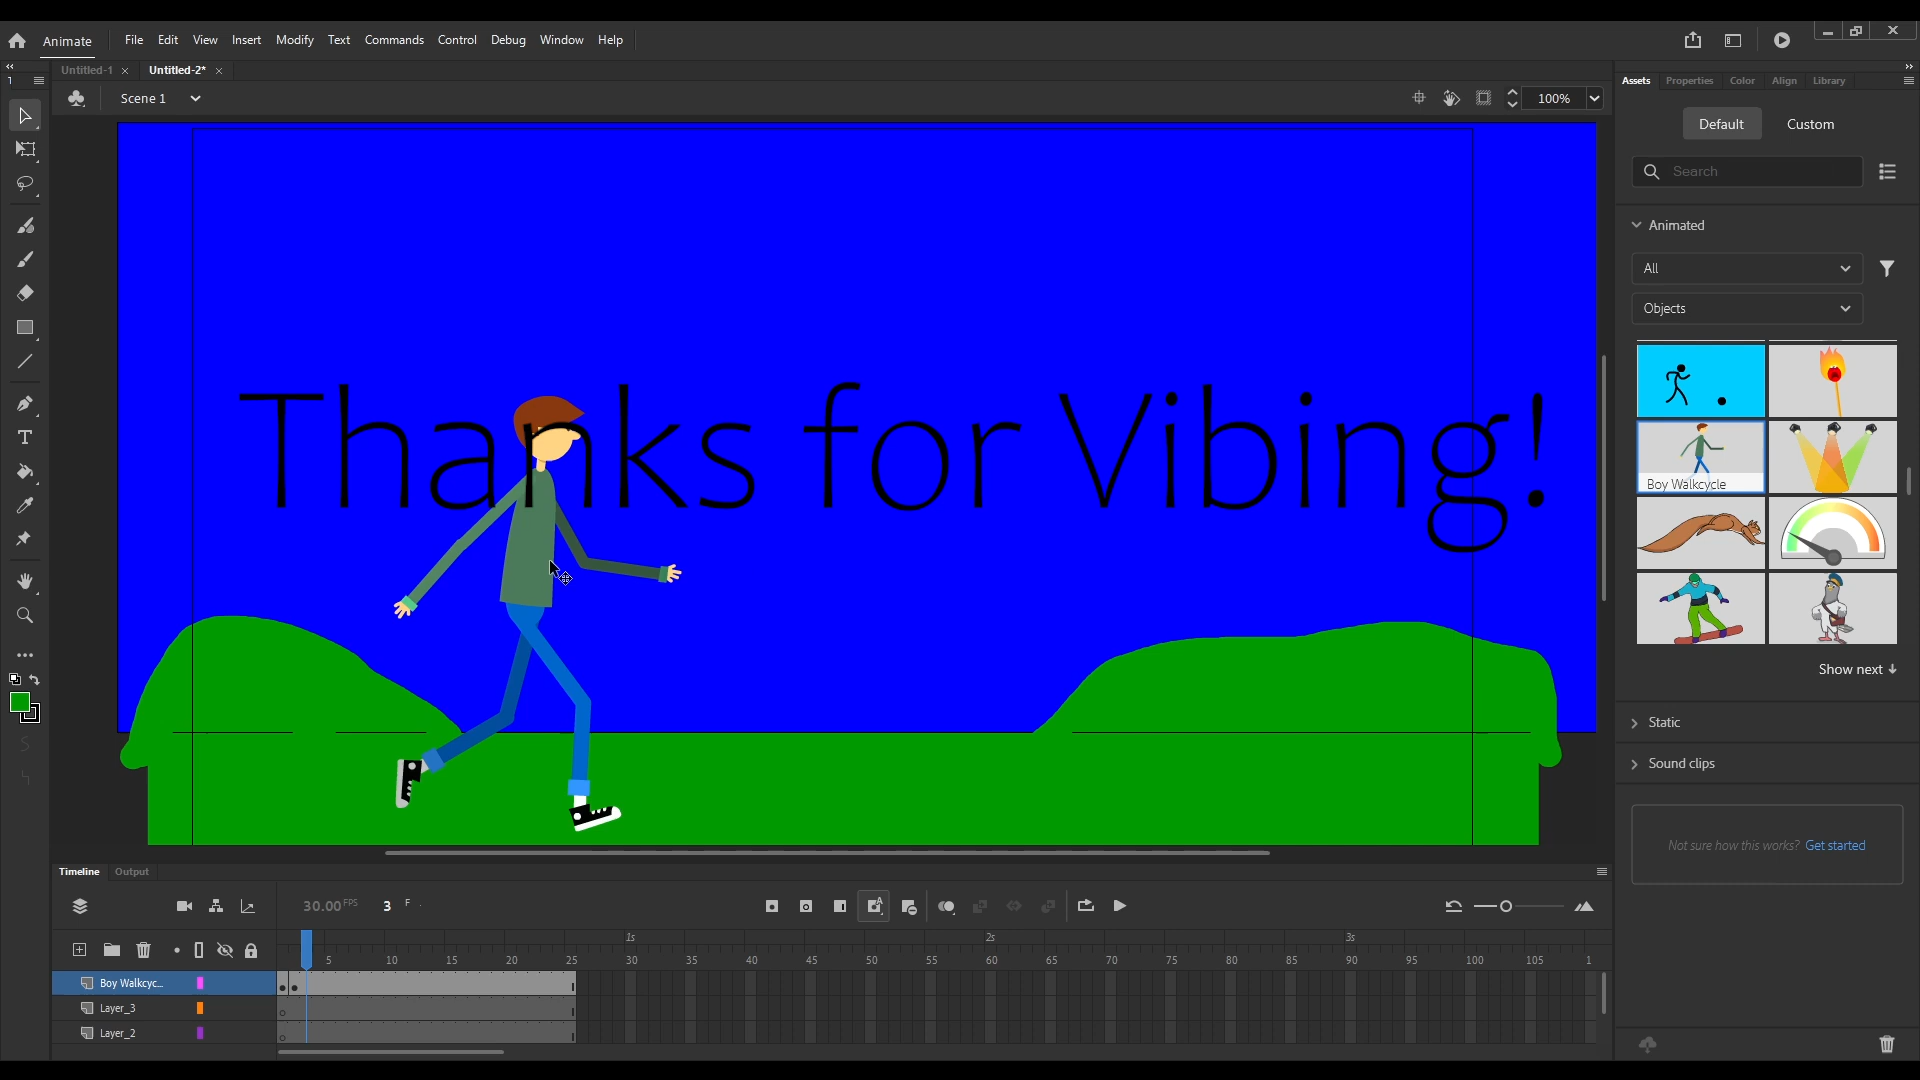 Animate File Edit View Insert Modify Text Commands Control Debug Window Help
1 Untitled-1 × Untitled-2* ×
Scene 1 100%
Assets Properties Color Align Library
Default Custom
Search
Animated
All
Objects
Boy Walkcycle
Show next
Static
Sound clips
Not sure how this works? Get started
Thanks for Vibing!
Timeline Output
30.00 FPS 3 F
1s 2s 3s
5 10 15 20 25 30 35 40 45 50 55 60 65 70 75 80 85 90 95 100 105 1
Boy Walkcyc...
Layer_3
Layer_2